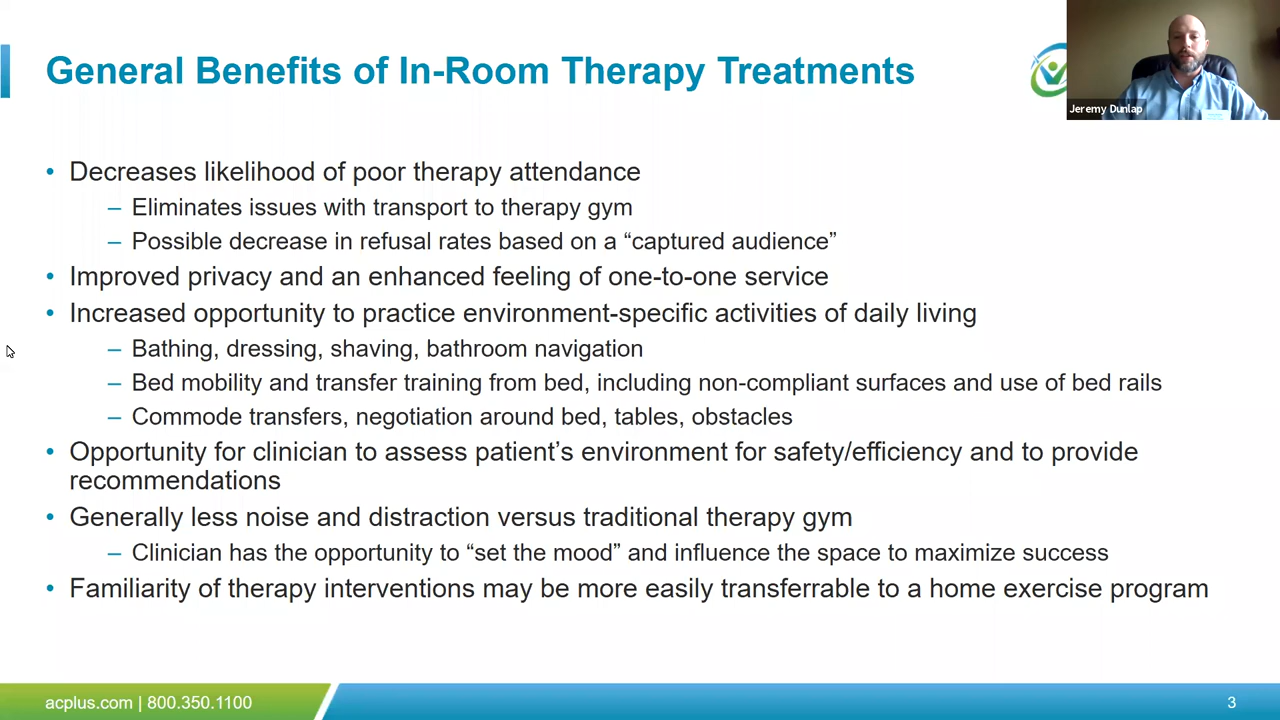 General Benefits of In-Room Therapy Treatments
Jeremy Dunlap
• Decreases likelihood of poor therapy attendance
– Eliminates issues with transport to therapy gym
– Possible decrease in refusal rates based on a “captured audience”
• Improved privacy and an enhanced feeling of one-to-one service
• Increased opportunity to practice environment-specific activities of daily living
– Bathing, dressing, shaving, bathroom navigation
– Bed mobility and transfer training from bed, including non-compliant surfaces and use of bed rails
– Commode transfers, negotiation around bed, tables, obstacles
• Opportunity for clinician to assess patient’s environment for safety/efficiency and to provide
recommendations
• Generally less noise and distraction versus traditional therapy gym
– Clinician has the opportunity to “set the mood” and influence the space to maximize success
• Familiarity of therapy interventions may be more easily transferrable to a home exercise program
acplus.com | 800.350.1100
3